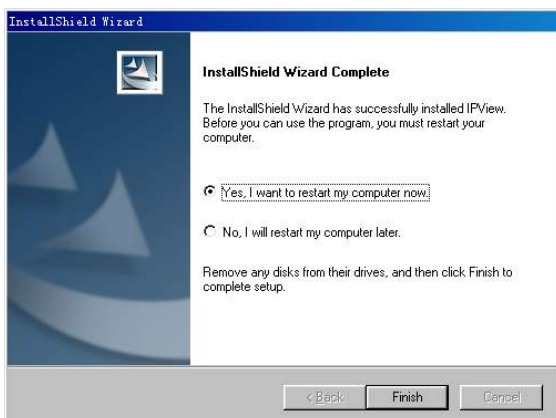 InstallShield Wizard
InstallShield Wizard Complete
The InstallShield Wizard has successfully installed IPView.
Before you can use the program, you must restart your
computer.
Yes, I want to restart my computer now.
No, I will restart my computer later.
Remove any disks from their drives, and then click Finish to
complete setup.
< Back Finish Cancel